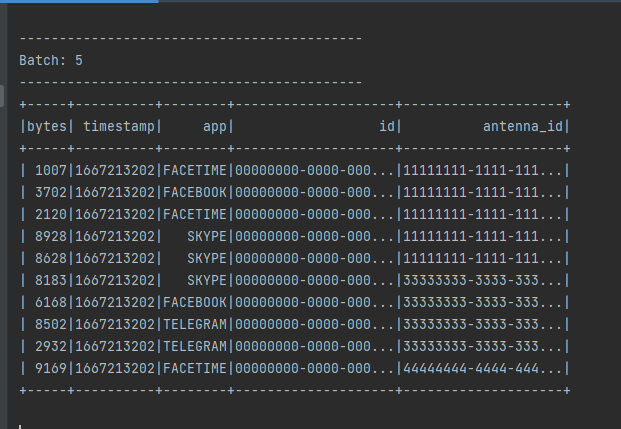 -------------------------------------------
Batch: 5
-------------------------------------------
+-----+----------+--------+--------------------+--------------------+
|bytes| timestamp|     app|                  id|          antenna_id|
+-----+----------+--------+--------------------+--------------------+
| 1007|1667213202|FACETIME|00000000-0000-000...|11111111-1111-111...|
| 3702|1667213202|FACEBOOK|00000000-0000-000...|11111111-1111-111...|
| 2120|1667213202|FACETIME|00000000-0000-000...|11111111-1111-111...|
| 8928|1667213202|   SKYPE|00000000-0000-000...|11111111-1111-111...|
| 8628|1667213202|   SKYPE|00000000-0000-000...|11111111-1111-111...|
| 8183|1667213202|   SKYPE|00000000-0000-000...|33333333-3333-333...|
| 6168|1667213202|FACEBOOK|00000000-0000-000...|33333333-3333-333...|
| 8502|1667213202|TELEGRAM|00000000-0000-000...|33333333-3333-333...|
| 2932|1667213202|TELEGRAM|00000000-0000-000...|33333333-3333-333...|
| 9169|1667213202|FACETIME|00000000-0000-000...|44444444-4444-444...|
+-----+----------+--------+--------------------+--------------------+